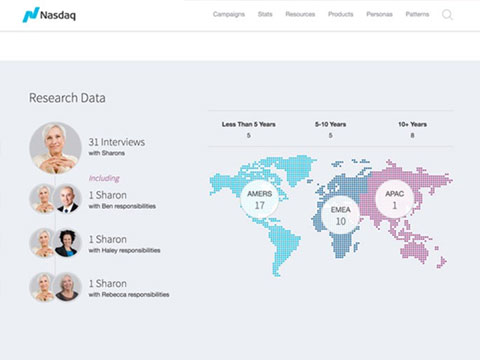 Nasdaq
Campaigns Stats Resources Products Personas Patterns
Research Data
Less Than 5 Years 5-10 Years 10+ Years
5 5 8
31 Interviews
with Sharons
Including
1 Sharon
with Ben responsibilities
1 Sharon
with Haley responsibilities
1 Sharon
with Rebecca responsibilities
AMERS
17
EMEA
10
APAC
1